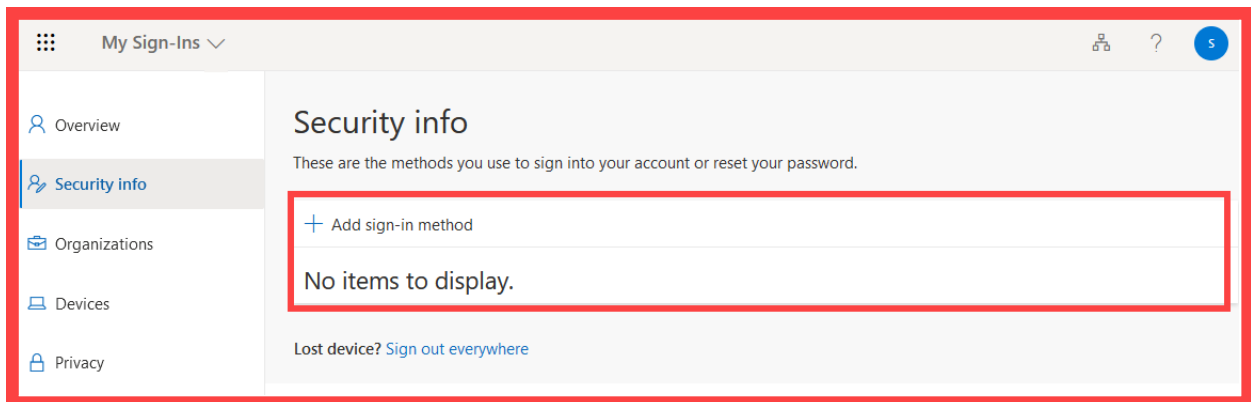 My Sign-Ins
?
S
Overview
Security info
Organizations
Devices
Privacy
Security info
These are the methods you use to sign into your account or reset your password.
+ Add sign-in method
No items to display.
Lost device? Sign out everywhere